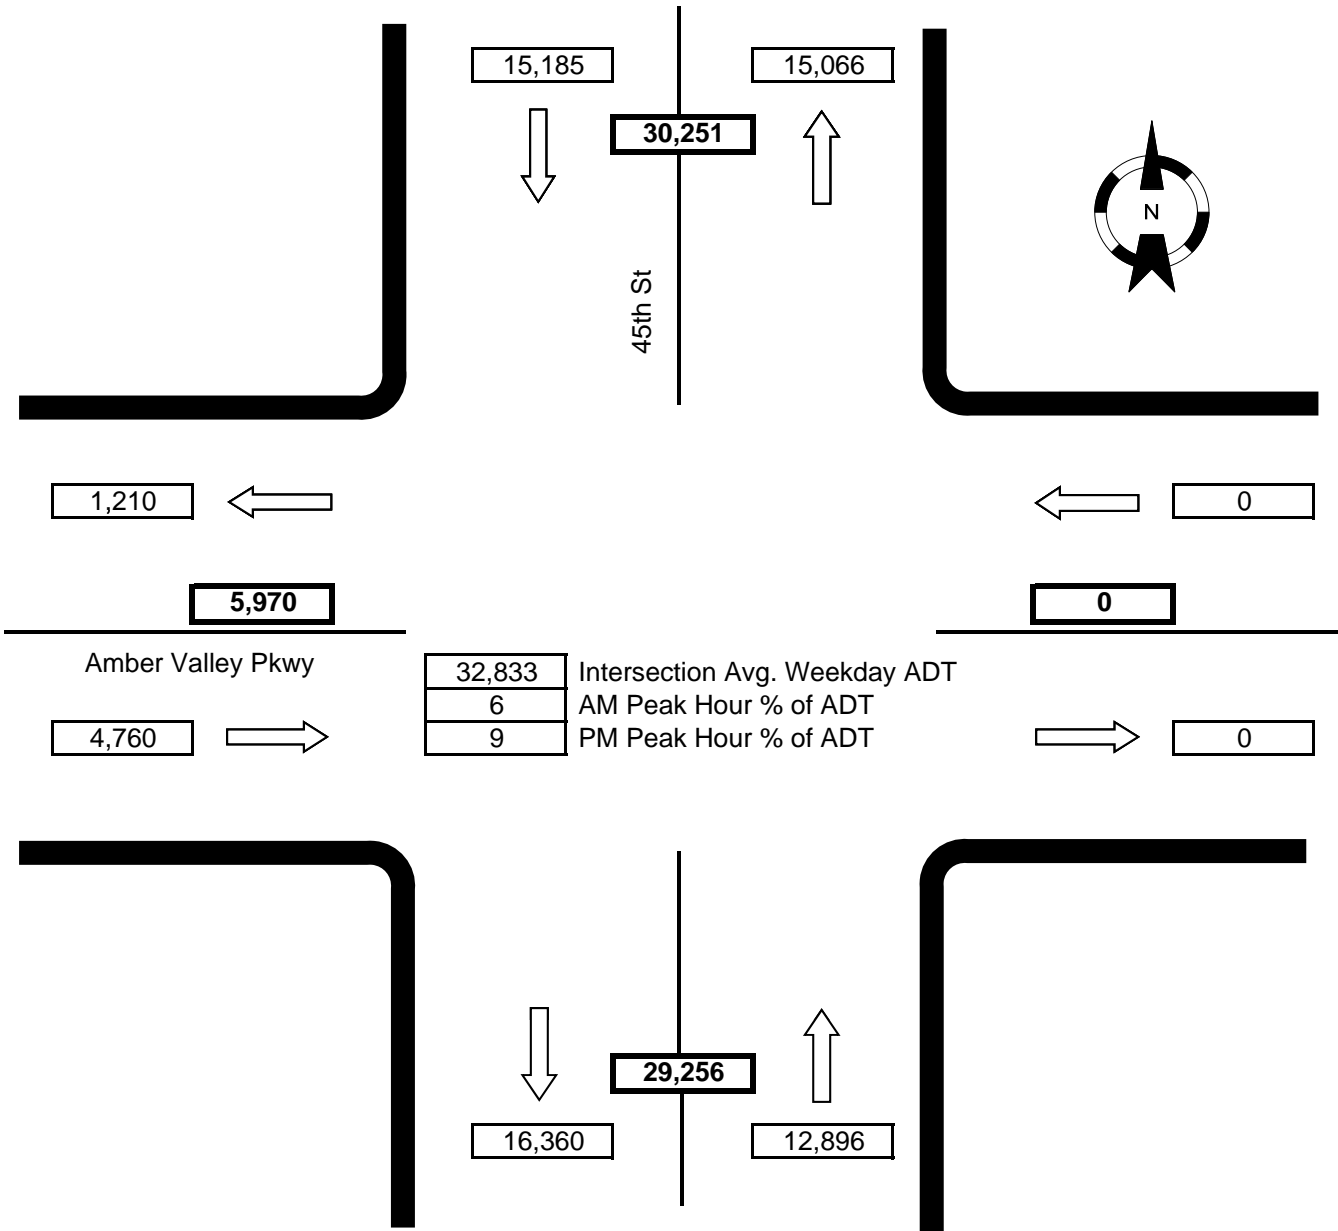 15,185
15,066
30,251
N
45th St
1,210
0
5,970
0
Amber Valley Pkwy
32,833 Intersection Avg. Weekday ADT
6 AM Peak Hour % of ADT
9 PM Peak Hour % of ADT
4,760
0
29,256
16,360
12,896